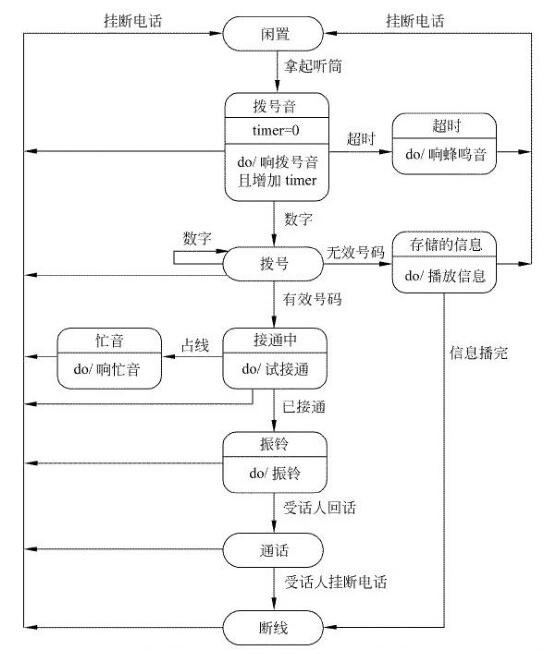 挂断电话
闲置
挂断电话
拿起听筒
拨号音
timer=0
do/ 响拨号音
且增加 timer
超时
超时
do/ 响蜂鸣音
数字
数字
拨号
无效号码
存储的信息
do/ 播放信息
有效号码
忙音
do/ 响忙音
占线
接通中
do/ 试接通
信息播完
已接通
振铃
do/ 振铃
受话人回话
通话
受话人挂断电话
断线